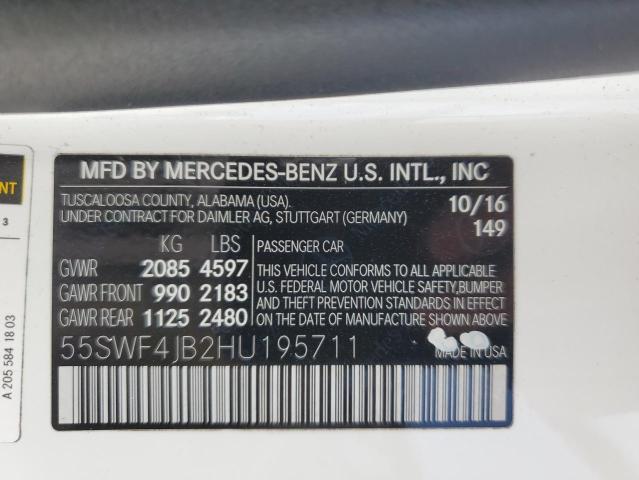 MFD BY MERCEDES-BENZ U.S. INTL., INC
TUSCALOOSA COUNTY, ALABAMA (USA). 10/16
UNDER CONTRACT FOR DAIMLER AG, STUTTGART (GERMANY) 149
KG LBS PASSENGER CAR
GVWR 2085 4597 THIS VEHICLE CONFORMS TO ALL APPLICABLE
U.S. FEDERAL MOTOR VEHICLE SAFETY,BUMPER
GAWR FRONT 990 2183 AND THEFT PREVENTION STANDARDS IN EFFECT
GAWR REAR 1125 2480 ON THE DATE OF MANUFACTURE SHOWN ABOVE.
55SWF4JB2HU195711 MADE IN USA
NT
3
A 205 584 18 03